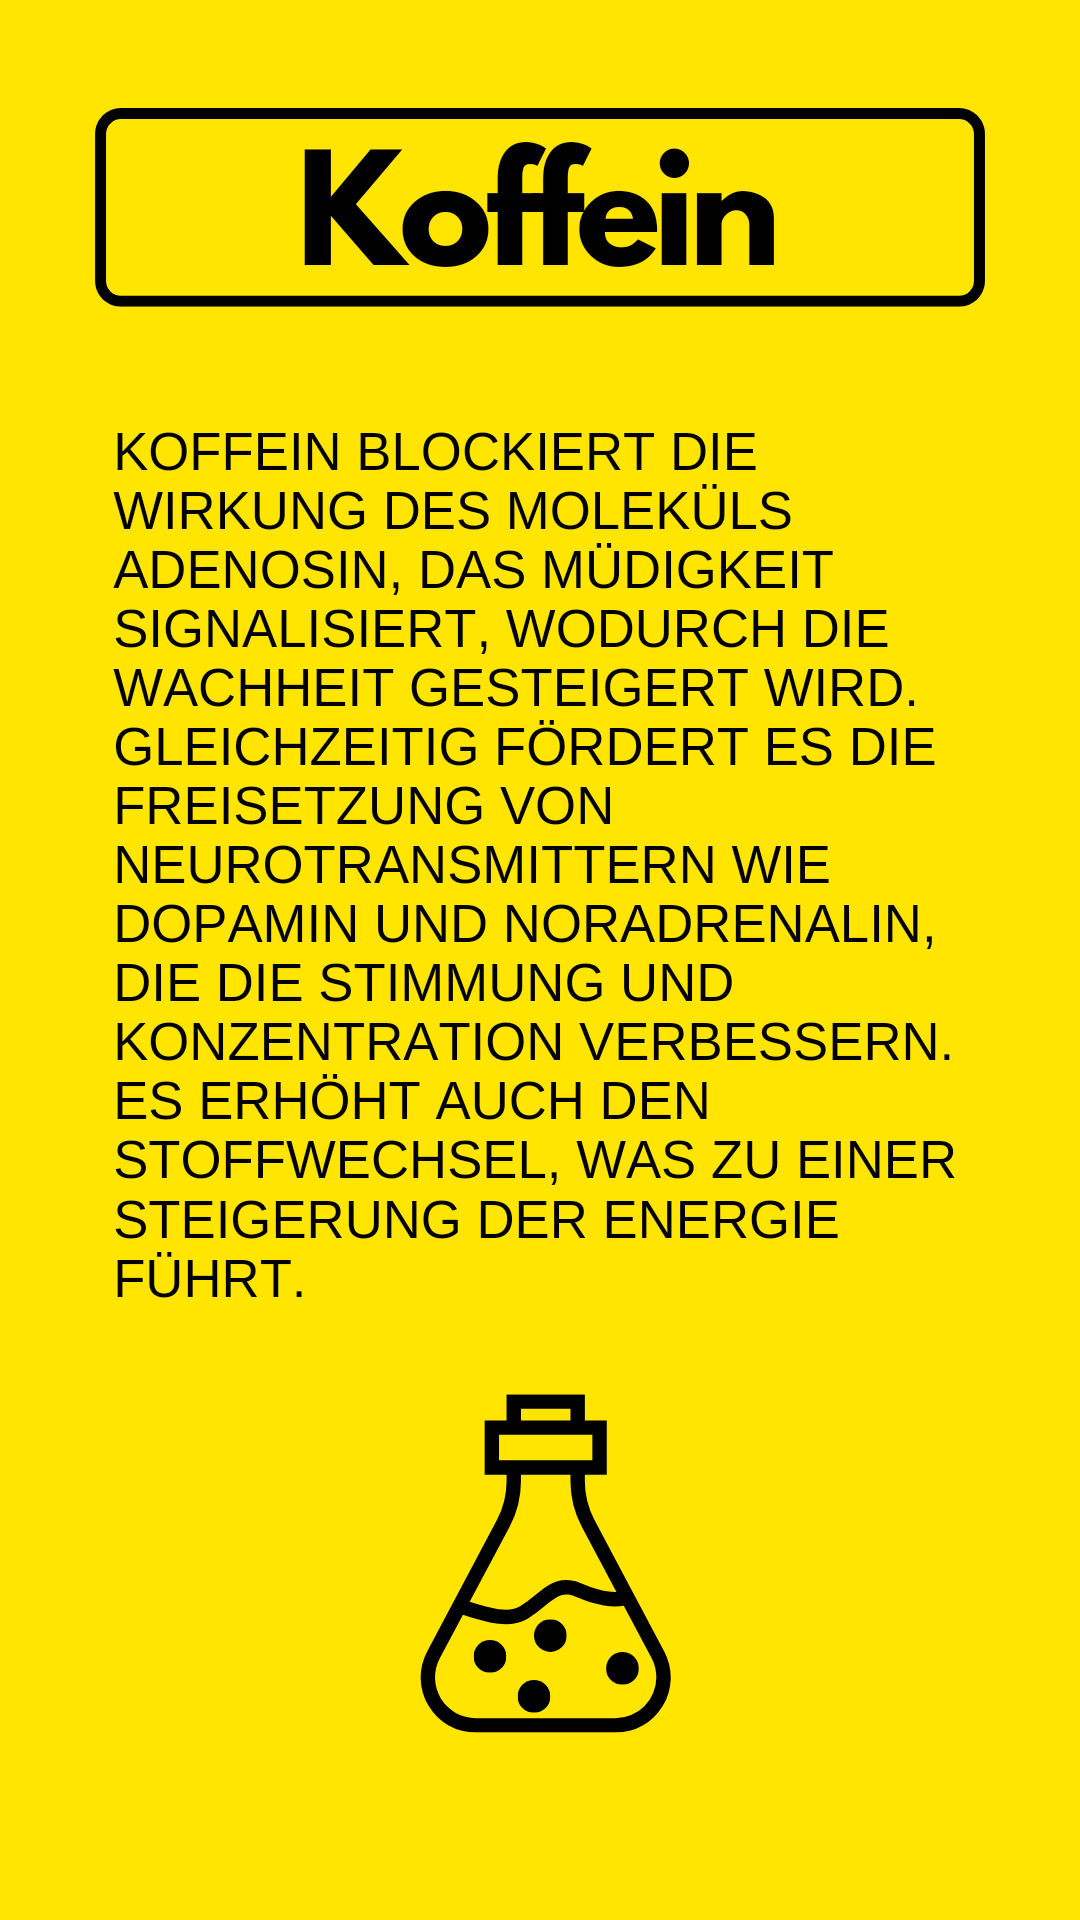 Koffein
KOFFEIN BLOCKIERT DIE
WIRKUNG DES MOLEKÜLS
ADENOSIN, DAS MÜDIGKEIT
SIGNALISIERT, WODURCH DIE
WACHHEIT GESTEIGERT WIRD.
GLEICHZEITIG FÖRDERT ES DIE
FREISETZUNG VON
NEUROTRANSMITTERN WIE
DOPAMIN UND NORADRENALIN,
DIE DIE STIMMUNG UND
KONZENTRATION VERBESSERN.
ES ERHÖHT AUCH DEN
STOFFWECHSEL, WAS ZU EINER
STEIGERUNG DER ENERGIE
FÜHRT.